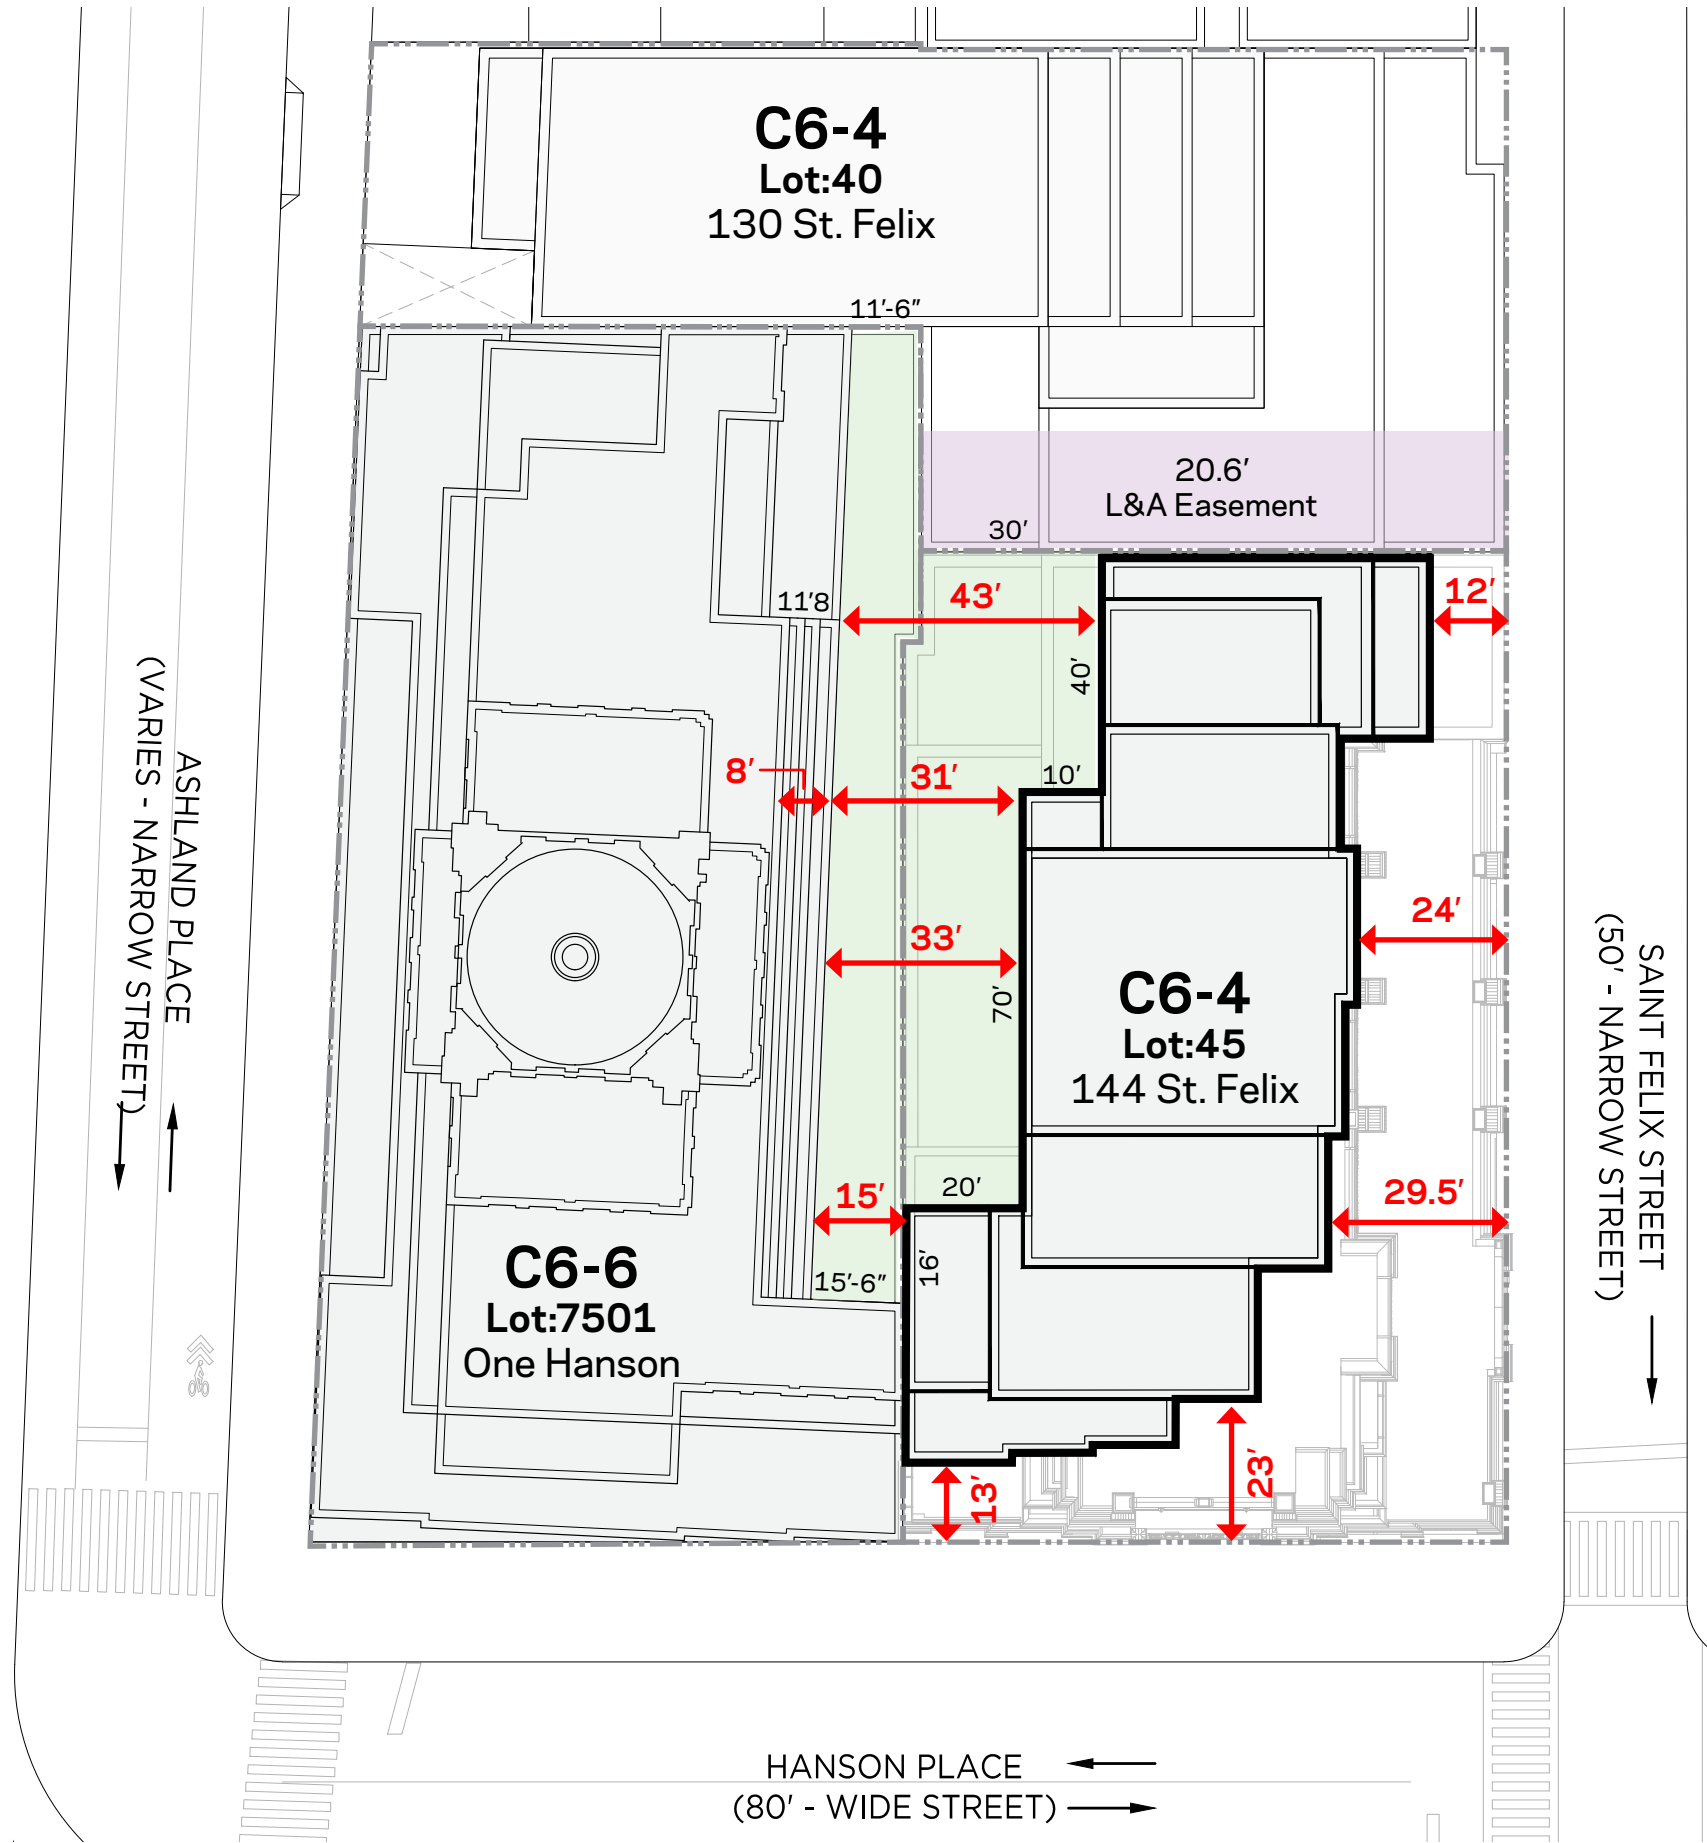 C6-4
Lot:40
130 St. Felix
11'-6"
20.6'
L&A Easement
30'
43'
12'
11'8
40'
8'
31'
10'
24'
33'
70'
C6-4
Lot:45
144 St. Felix
15'
20'
29.5'
16'
15'-6"
C6-6
Lot:7501
One Hanson
13'
23'
ASHLAND PLACE
(VARIES - NARROW STREET)
SAINT FELIX STREET
(50' - NARROW STREET)
HANSON PLACE
(80' - WIDE STREET)